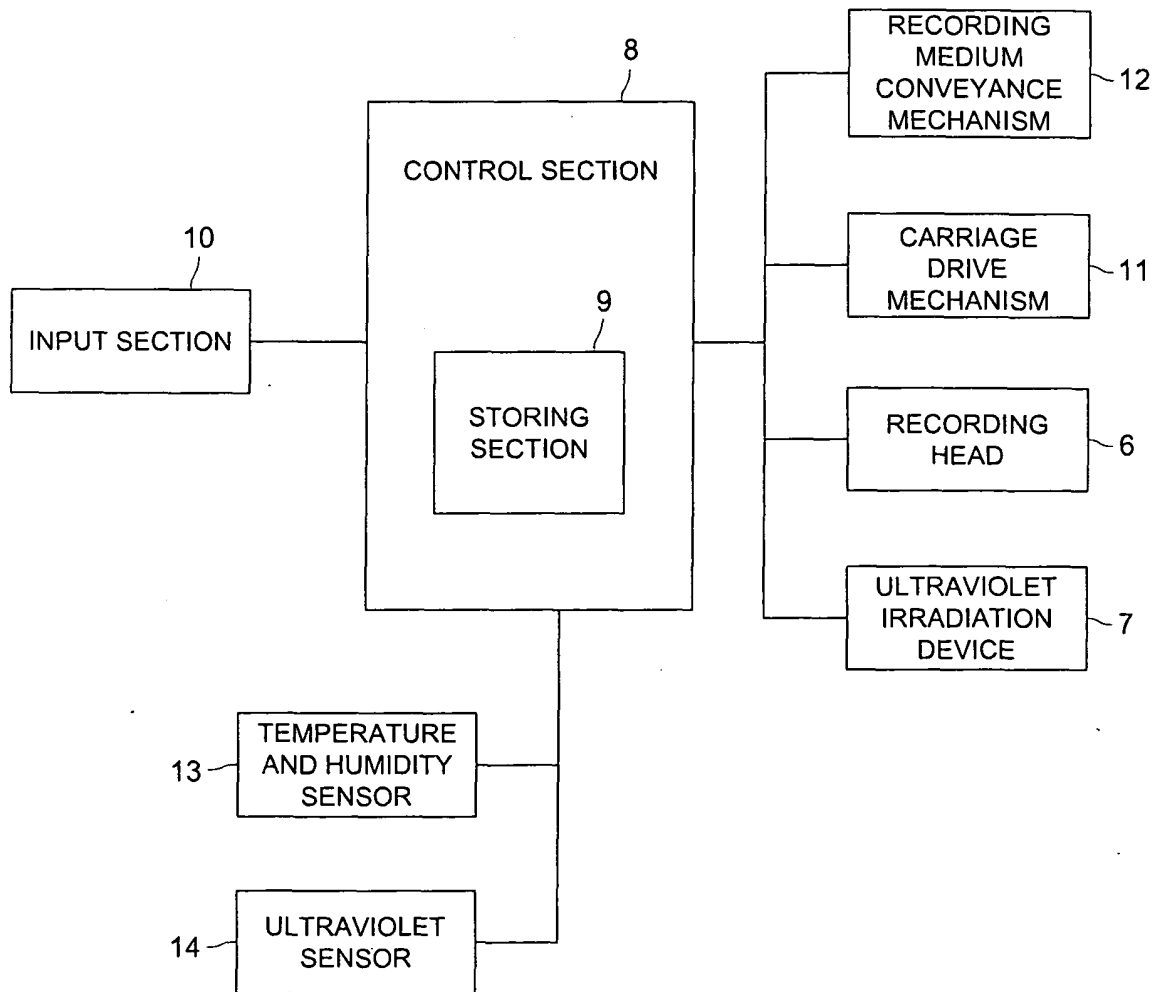 8
CONTROL SECTION
9
STORING
SECTION
10
INPUT SECTION
RECORDING
MEDIUM
CONVEYANCE
MECHANISM
12
CARRIAGE
DRIVE
MECHANISM
11
RECORDING
HEAD
6
ULTRAVIOLET
IRRADIATION
DEVICE
7
13
TEMPERATURE
AND HUMIDITY
SENSOR
14
ULTRAVIOLET
SENSOR